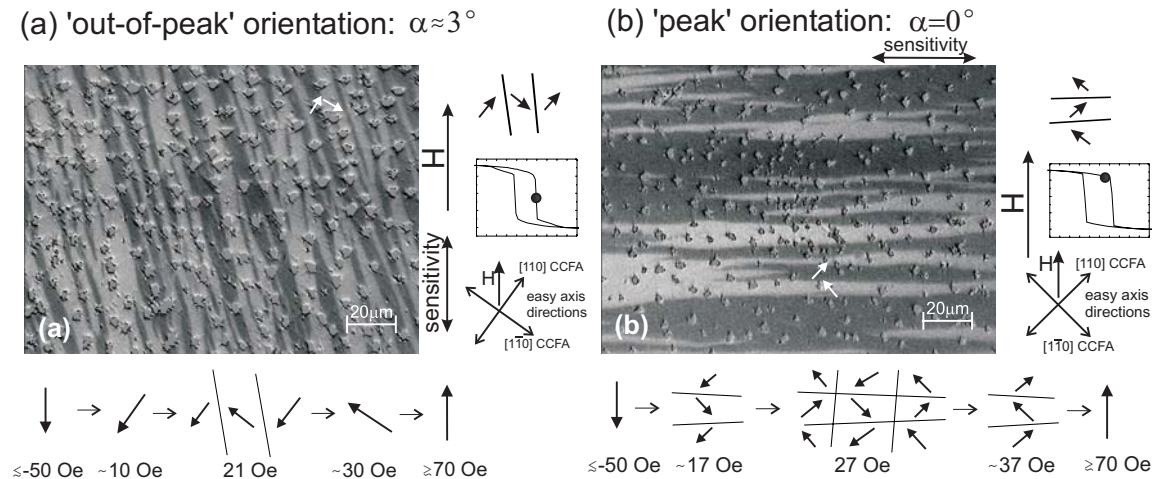 (a) 'out-of-peak' orientation: α≈3°
H
sensitivity
(a)
20μm
H
[110] CCFA
easy axis
directions
[11̅0] CCFA
≲-50 Oe ~10 Oe 21 Oe ~30 Oe ≳70 Oe
(b) 'peak' orientation: α=0°
sensitivity
H
(b)
20μm
H
[110] CCFA
easy axis
directions
[11̅0] CCFA
≲-50 Oe ~17 Oe 27 Oe ~37 Oe ≳70 Oe